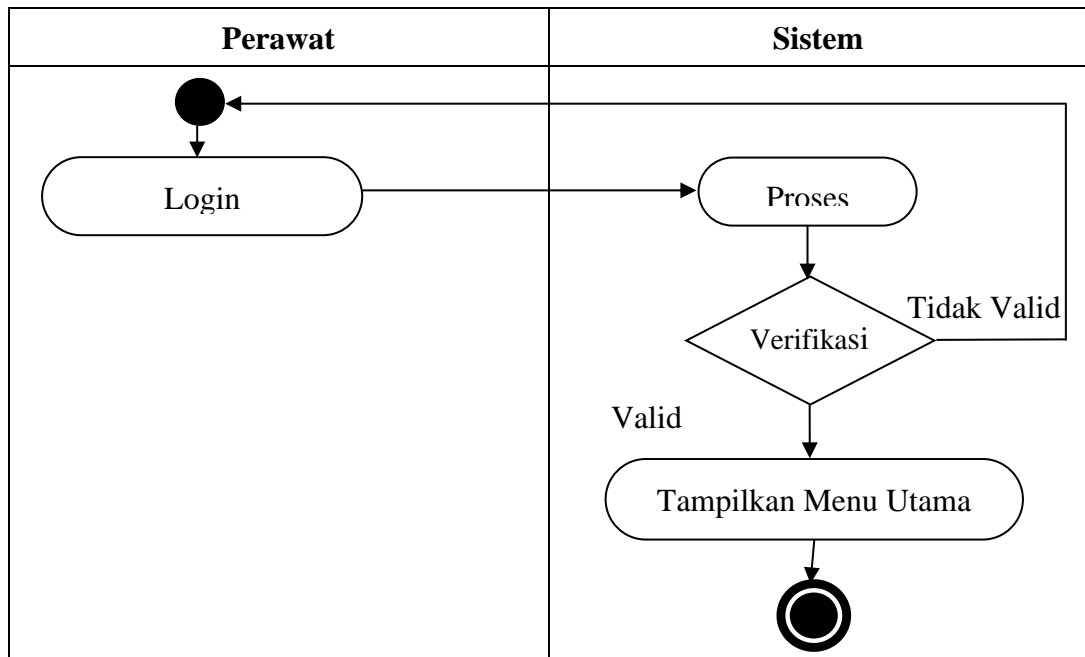 Perawat
Sistem
Login
Proses
Verifikasi
Tidak Valid
Valid
Tampilkan Menu Utama